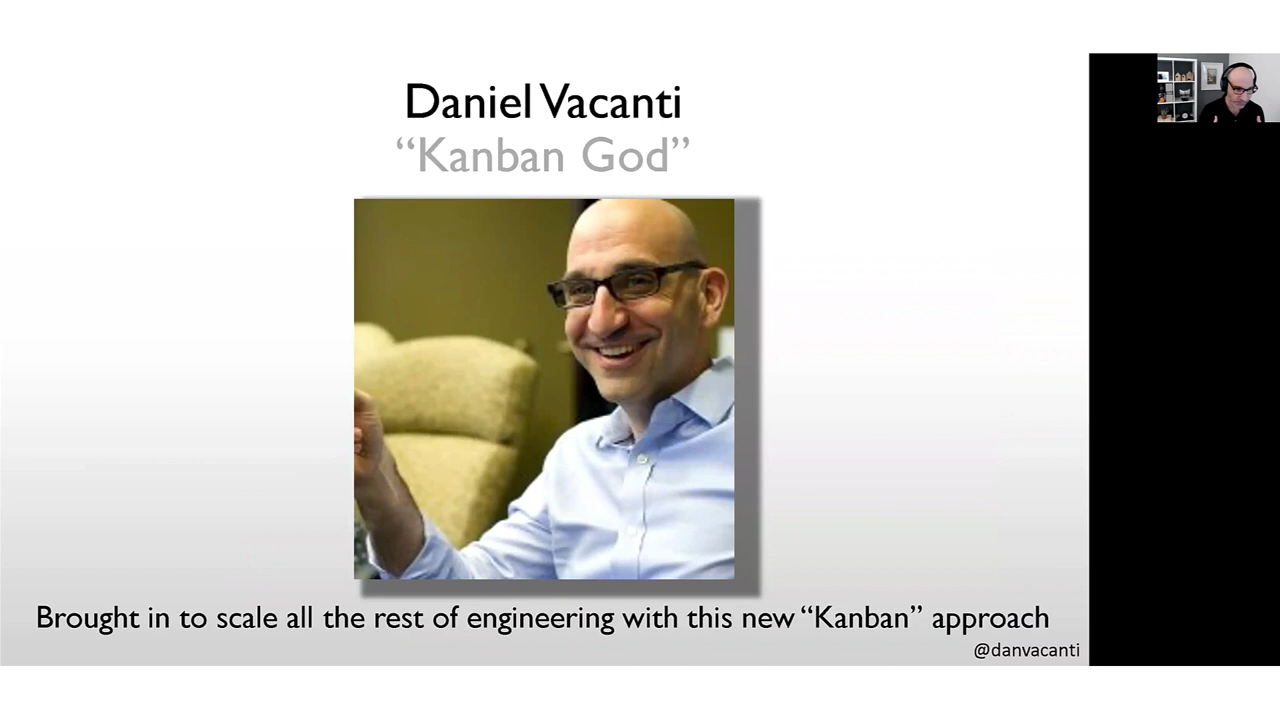 Daniel Vacanti
“Kanban God”
Brought in to scale all the rest of engineering with this new “Kanban” approach
@danvacanti